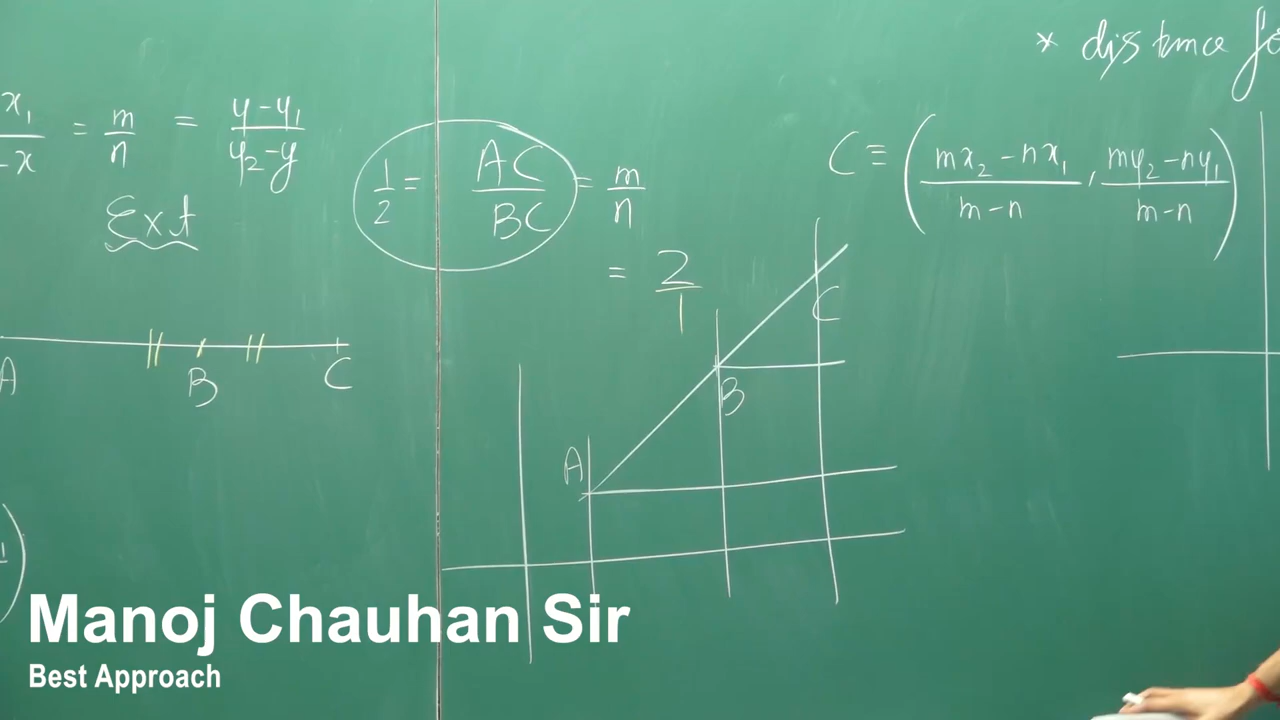 * distance fo
x₁/-x = m/n = (y-y₁)/(y₂-y)
Ext
1/2 = AC/BC = m/n
= 2/1
C ≡ ((mx₂-nx₁)/(m-n), (my₂-ny₁)/(m-n))
A B C
A
B
C
Manoj Chauhan Sir
Best Approach